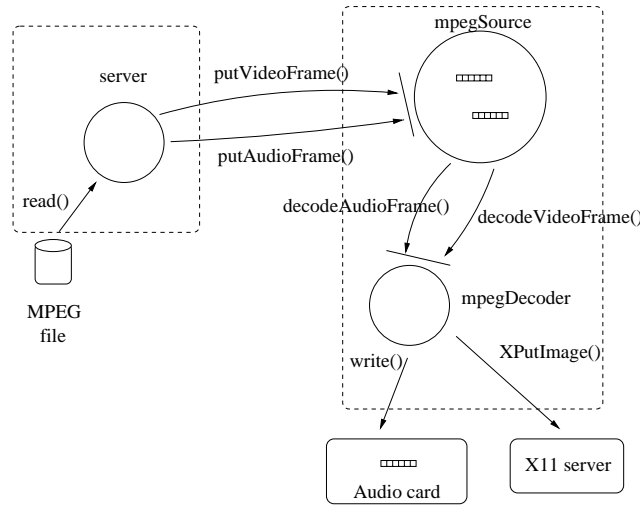 mpegSource
server
putVideoFrame()
putAudioFrame()
read()
decodeAudioFrame()
decodeVideoFrame()
MPEG
file
mpegDecoder
write()
XPutImage()
Audio card
X11 server